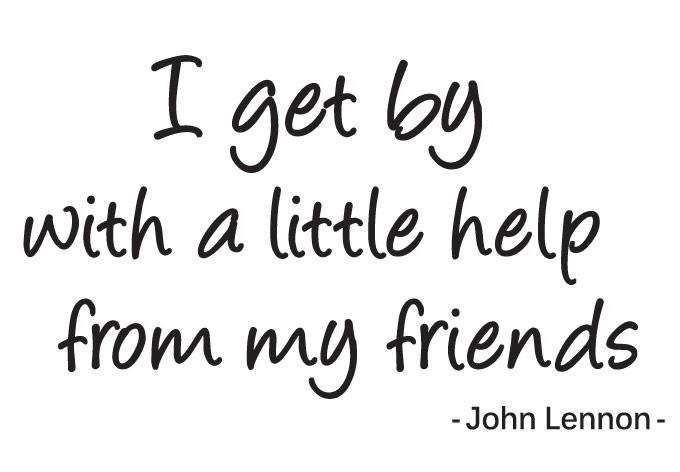 I get by
with a little help
from my friends
-John Lennon-